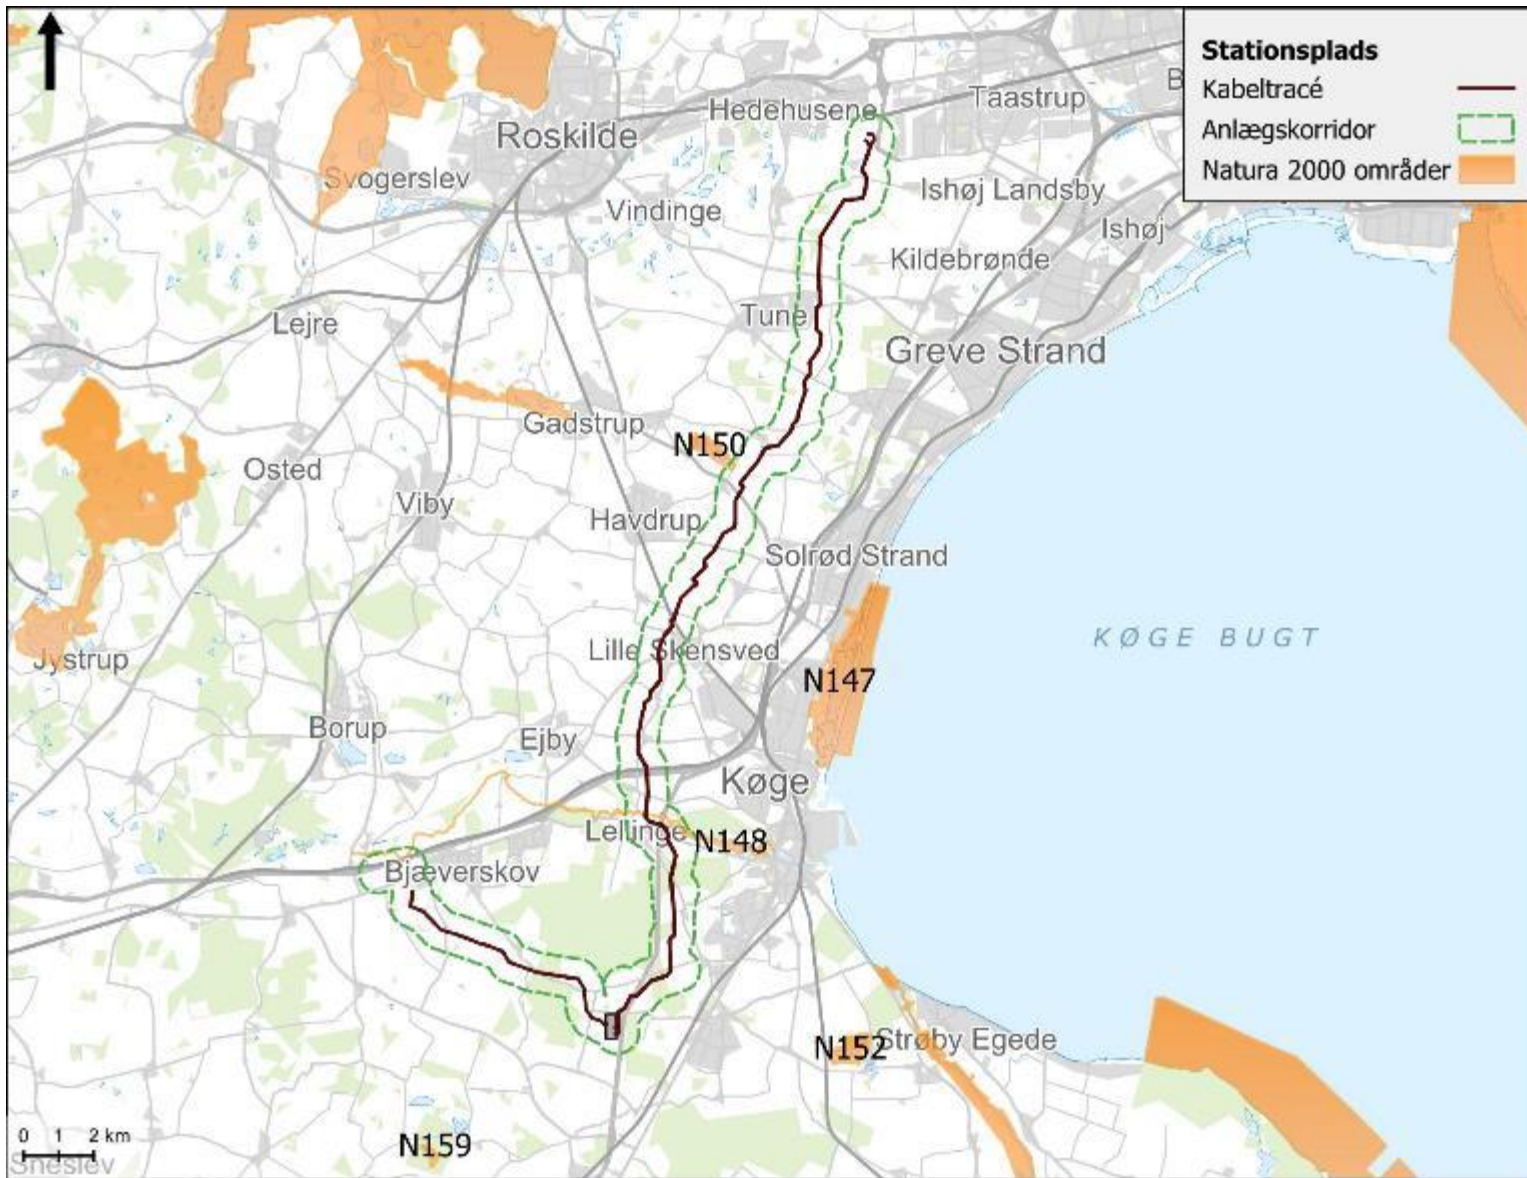 Stationsplads
Kabeltracé
Anlægskorridor
Natura 2000 områder
B
Taastrup
Hedehusene
Roskilde
Svogerslev
Ishøj Landsby
Vindinge
Ishøj
Kildebrønde
Tune
Lejre
Greve Strand
Gadstrup
N150
Osted
Viby
Havdrup
Solrød Strand
KØGE BUGT
Lille Skensved
Jystrup
N147
Borup
Ejby
Køge
Lellinge
N148
Bjæverskov
Strøby Egede
N152
N159
0 1 2 km
Sneslev